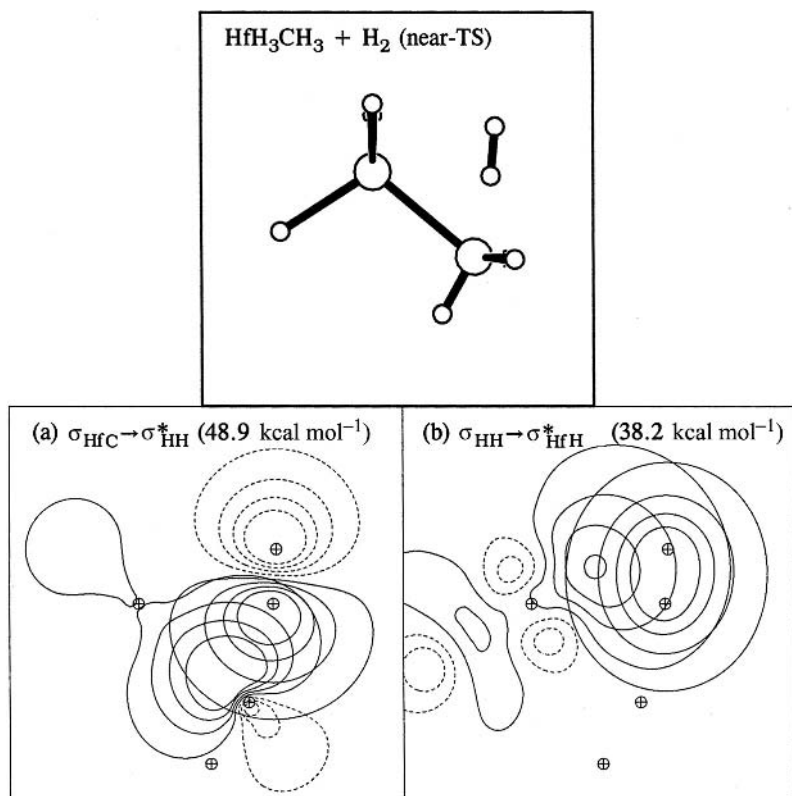 HfH₃CH₃ + H₂ (near-TS)
(a) σHfC→σ*HH (48.9 kcal mol⁻¹)
(b) σHH→σ*HfH (38.2 kcal mol⁻¹)